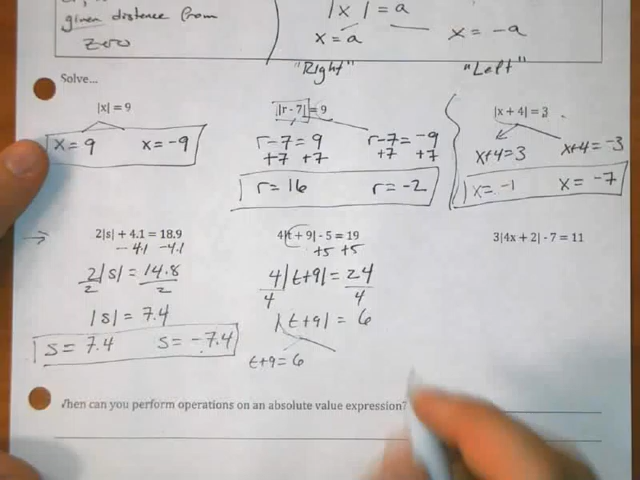 given distance from
zero
|x| = a
x = a
x = -a
"Right"
"Left"
Solve...
|x| = 9
x = 9
x = -9
|r - 7| = 9
r-7 = 9
+7 +7
r-7 = -9
+7 +7
r = 16
r = -2
|x + 4| = 3
x+4 = 3
x+4 = -3
x = -1
x = -7
2|s| + 4.1 = 18.9
-4.1 -4.1
2|s| = 14.8
2 2
|s| = 7.4
s = 7.4
s = -7.4
4|t + 9| - 5 = 19
+5 +5
4|t+9| = 24
4 4
|t+9| = 6
t+9 = 6
3|4x + 2| - 7 = 11
When can you perform operations on an absolute value expression?